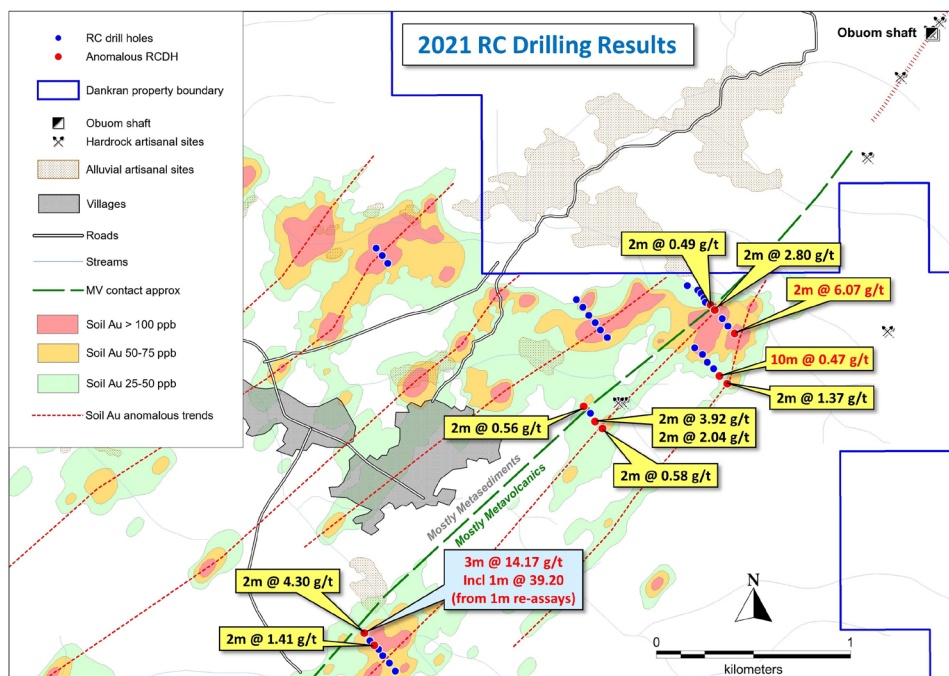 2021 RC Drilling Results
RC drill holes
Anomalous RCDH
Dankran property boundary
Obuom shaft
Hardrock artisanal sites
Alluvial artisanal sites
Villages
Roads
Streams
MV contact approx
Soil Au > 100 ppb
Soil Au 50-75 ppb
Soil Au 25-50 ppb
Soil Au anomalous trends
Obuom shaft
2m @ 0.49 g/t
2m @ 2.80 g/t
2m @ 6.07 g/t
10m @ 0.47 g/t
2m @ 1.37 g/t
2m @ 0.56 g/t
2m @ 3.92 g/t
2m @ 2.04 g/t
2m @ 0.58 g/t
Mostly Metasediments
Mostly Metavolcanics
3m @ 14.17 g/t
Incl 1m @ 39.20
(from 1m re-assays)
2m @ 4.30 g/t
2m @ 1.41 g/t
N
0 1
kilometers